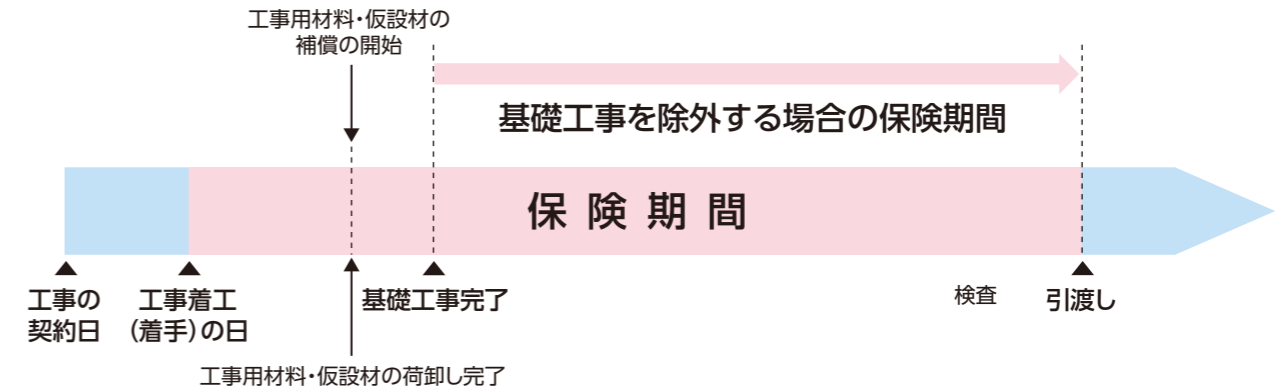 工事用材料・仮設材の
補償の開始
基礎工事を除外する場合の保険期間
保険期間
工事の
契約日
工事着工
(着手)の日
基礎工事完了
検査
引渡し
工事用材料・仮設材の荷卸し完了